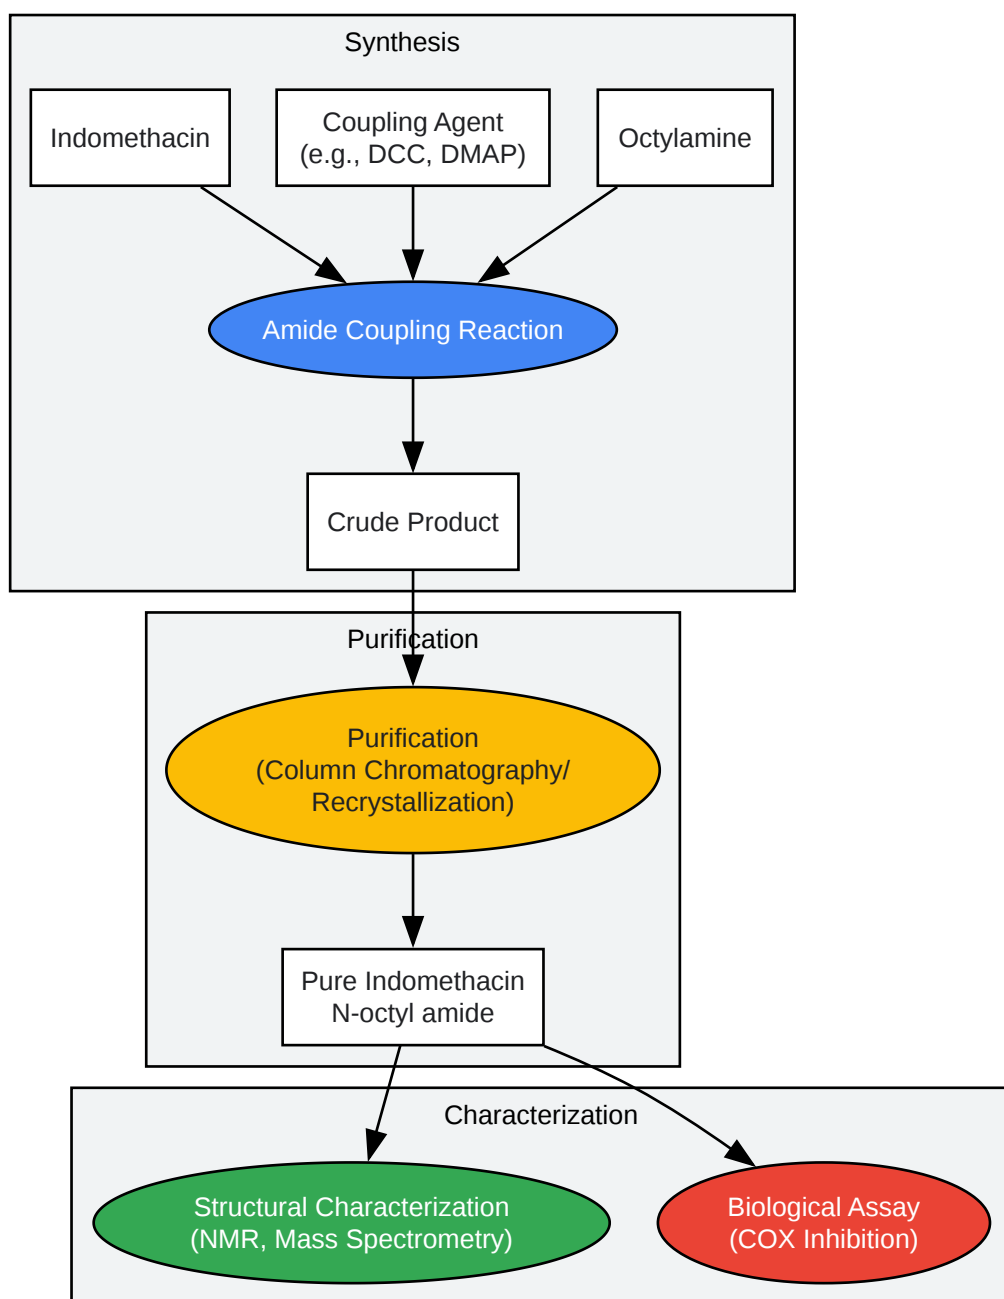 Synthesis
Indomethacin
Coupling Agent
(e.g., DCC, DMAP)
Octylamine
Amide Coupling Reaction
Crude Product
Purification
Purification
(Column Chromatography/
Recrystallization)
Pure Indomethacin
N-octyl amide
Characterization
Structural Characterization
(NMR, Mass Spectrometry)
Biological Assay
(COX Inhibition)